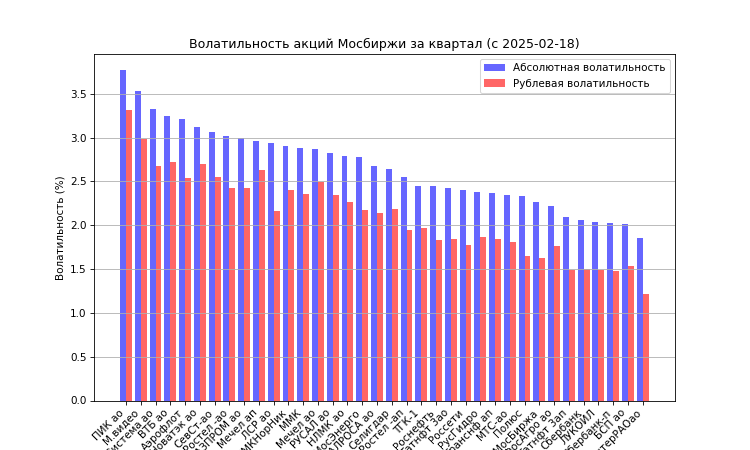 Волатильность акций Мосбиржи за квартал (с 2025-02-18)
Абсолютная волатильность
Рублевая волатильность
Волатильность (%)
3.5
3.0
2.5
2.0
1.5
1.0
0.5
0.0
ПИК ао
М.видео
ВТБ ао
Аэрофлот
СевСт-ао
Мечел ап
ЛСР ао
ММК
Мечел ао
РУСАЛ ао
НЛМК ао
Селигдар
Ростел -ап
ТГК-1
Роснефть
Россети
РусГидро
МТС-ао
Полюс
МосБиржа
Сбербанк
ЛУКОЙЛ
БСП ао